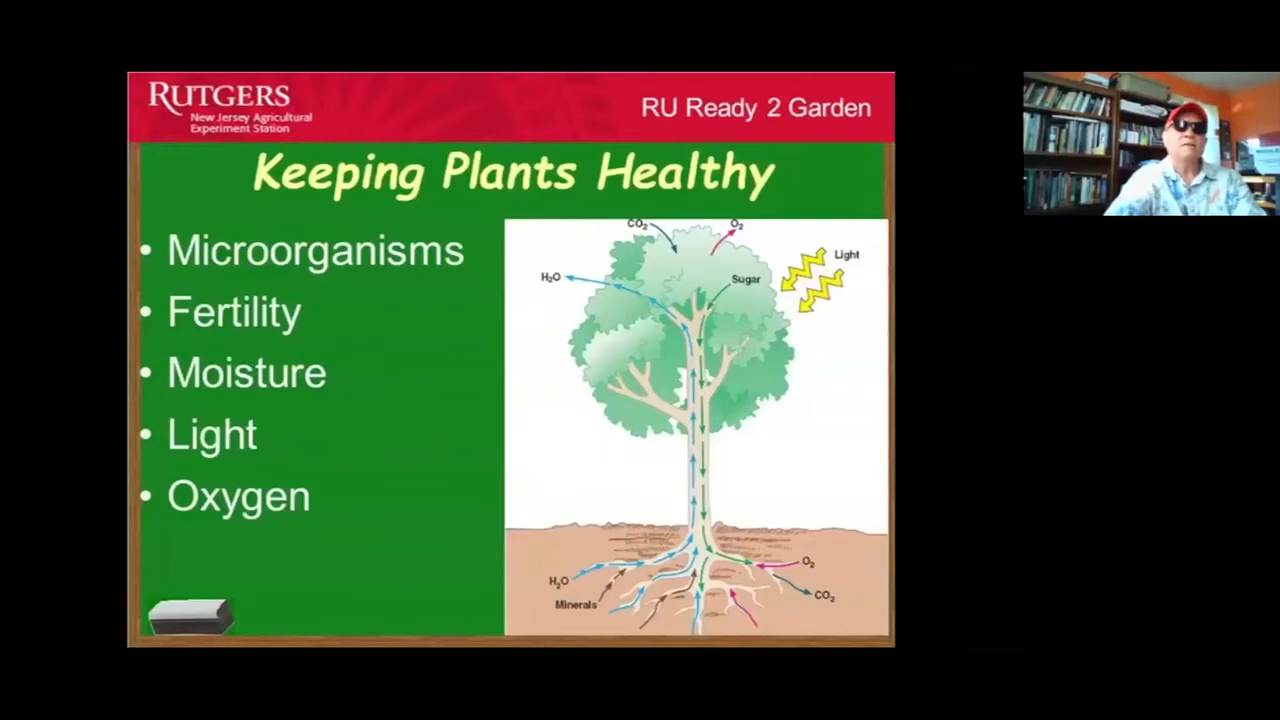 RUTGERS
New Jersey Agricultural
Experiment Station
RU Ready 2 Garden
Keeping Plants Healthy
• Microorganisms
• Fertility
• Moisture
• Light
• Oxygen
CO₂
O₂
Light
H₂O
Sugar
O₂
H₂O
CO₂
Minerals